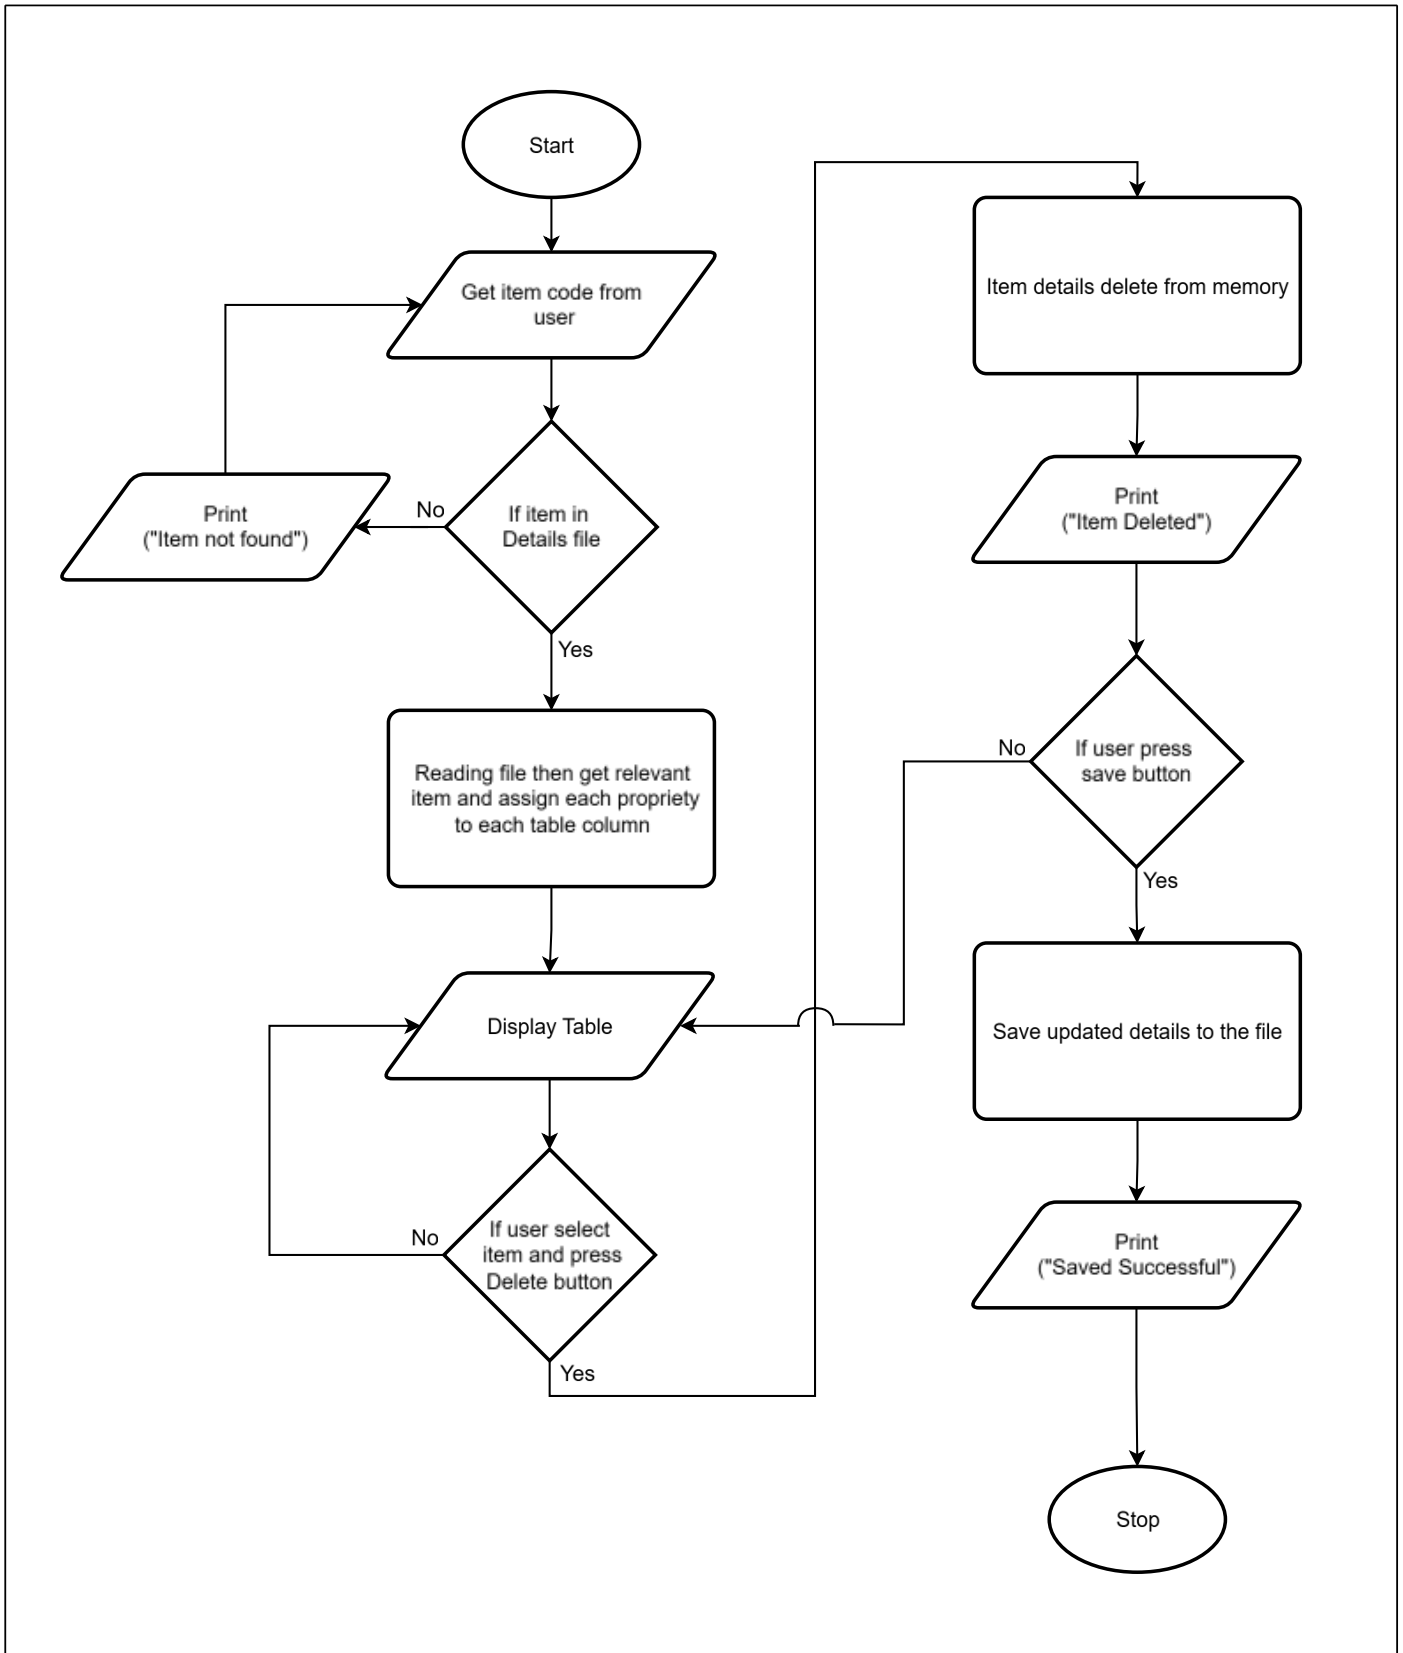 Start
Get item code from
user
If item in
Details file
No
Print
("Item not found")
Yes
Reading file then get relevant
item and assign each propriety
to each table column
Display Table
If user select
item and press
Delete button
No
Yes
Item details delete from memory
Print
("Item Deleted")
If user press
save button
No
Yes
Save updated details to the file
Print
("Saved Successful")
Stop